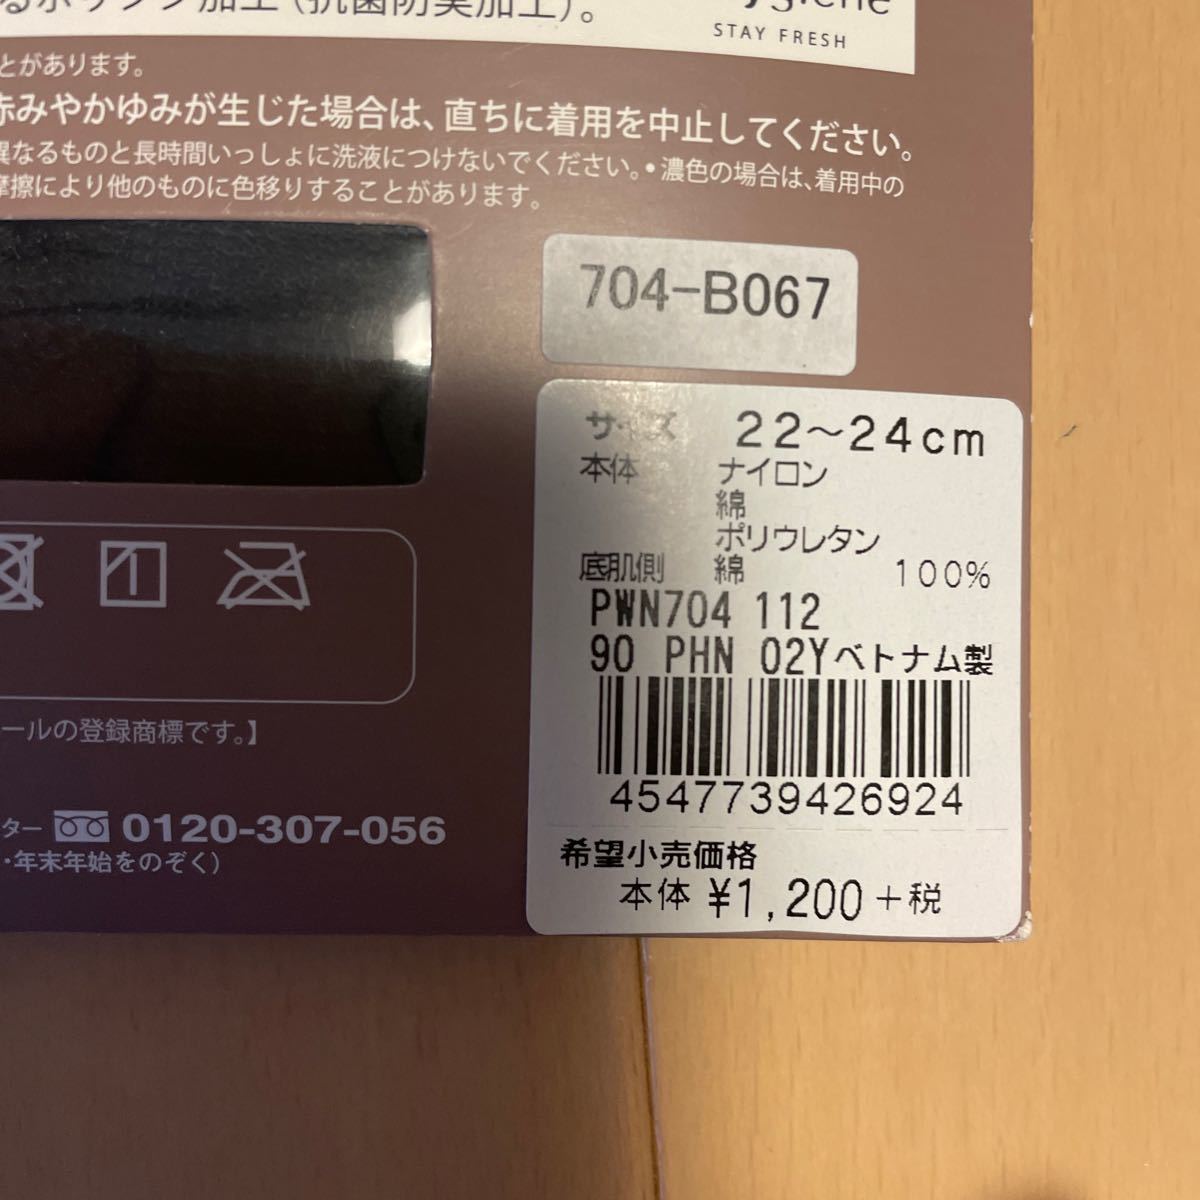 るポリジン加工（抗菌防臭加工）。
STAY FRESH
とがあります。
赤みやかゆみが生じた場合は、直ちに着用を中止してください。
異なるものと長時間いっしょに洗液につけないでください。•濃色の場合は、着用中の
摩擦により他のものに色移りすることがあります。
704-B067
サイズ 22～24cm
本体 ナイロン
綿
ポリウレタン
底肌側 綿 100%
PWN704 112
90 PHN 02Yベトナム製
4547739426924
希望小売価格
本体 ¥1,200＋税
ールの登録商標です。】
ター 0120-307-056
・年末年始をのぞく）